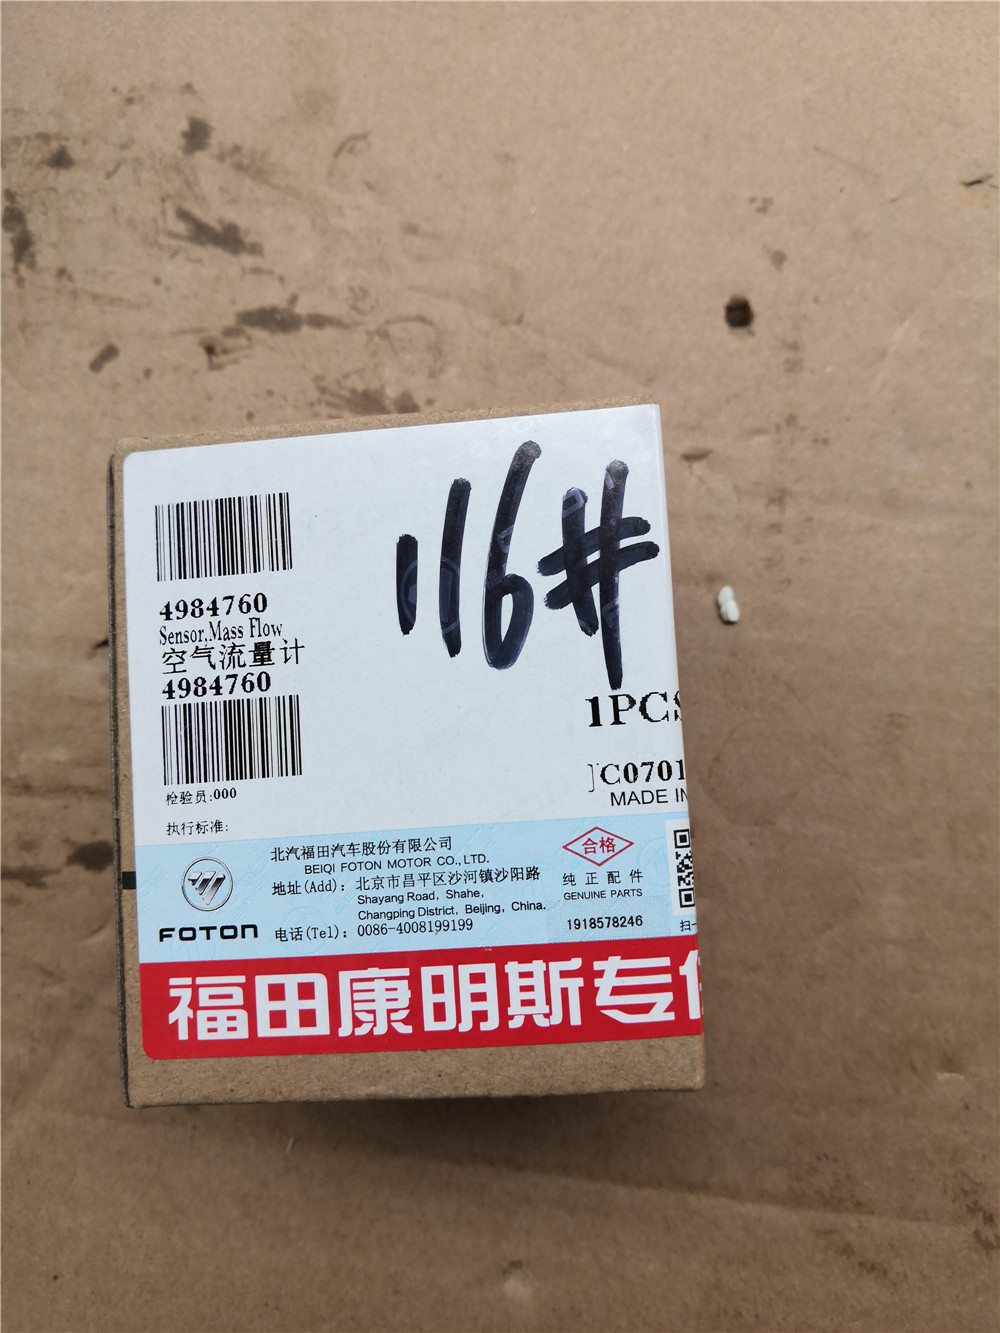 116#
4984760
Sensor,Mass Flow
空气流量计
4984760
1PCS
JC0701
MADE IN
检验员:000
执行标准:
北汽福田汽车股份有限公司
BEIQI FOTON MOTOR CO.,LTD.
地址(Add): 北京市昌平区沙河镇沙阳路
Shayang Road, Shahe,
Changping District, Beijing, China.
电话(Tel): 0086-4008199199
FOTON
合格
纯正配件
GENUINE PARTS
1918578246
扫一
福田康明斯专